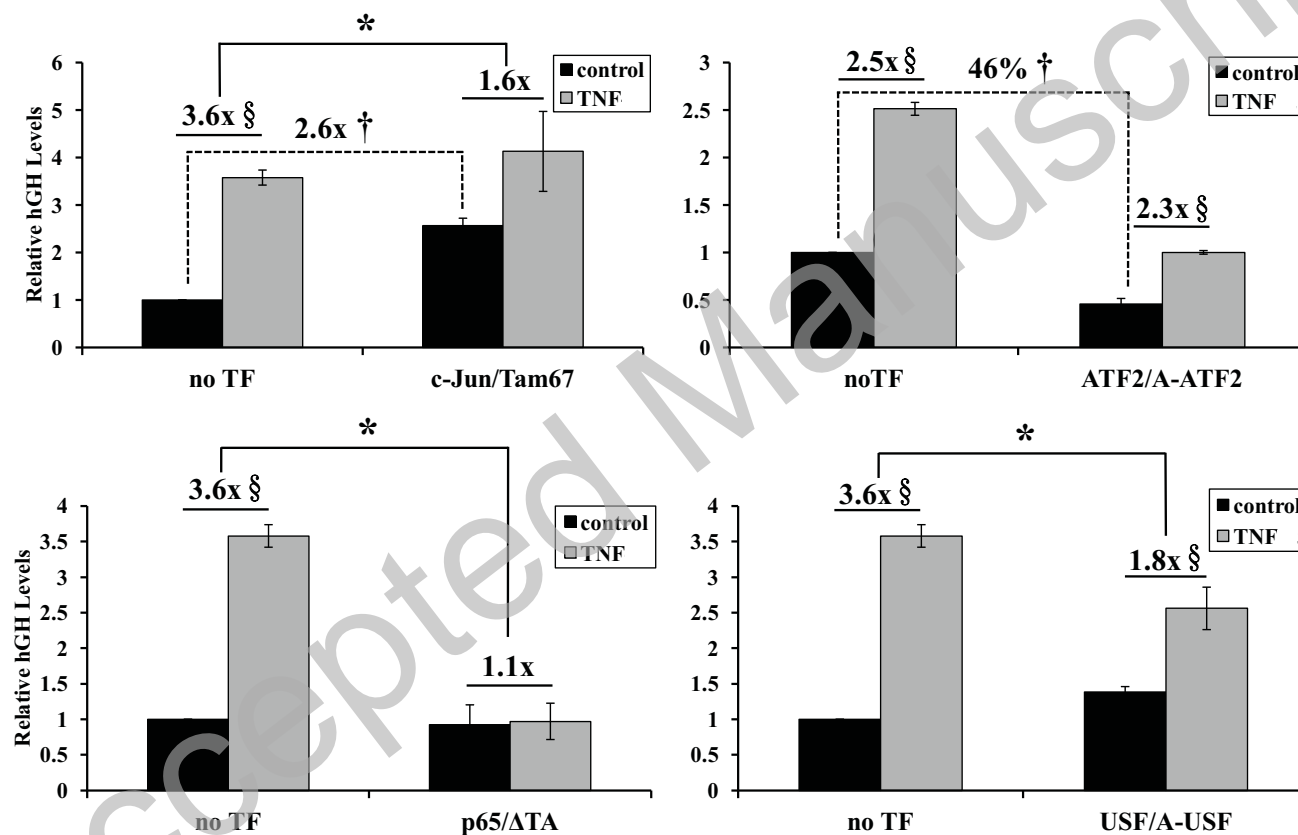 *
6
5
4
3
2
1
0
Relative hGH Levels
3.6x §
2.6x †
1.6x
control
TNF
no TF
c-Jun/Tam67
3
2.5
2
1.5
1
0.5
0
2.5x §
46% †
2.3x §
control
TNF
noTF
ATF2/A-ATF2
*
4
3.5
3
2.5
2
1.5
1
0.5
0
Relative hGH Levels
3.6x §
1.1x
control
TNF
no TF
p65/ΔTA
*
4
3.5
3
2.5
2
1.5
1
0.5
0
3.6x §
1.8x §
control
TNF
no TF
USF/A-USF
ccepted Manuscrip